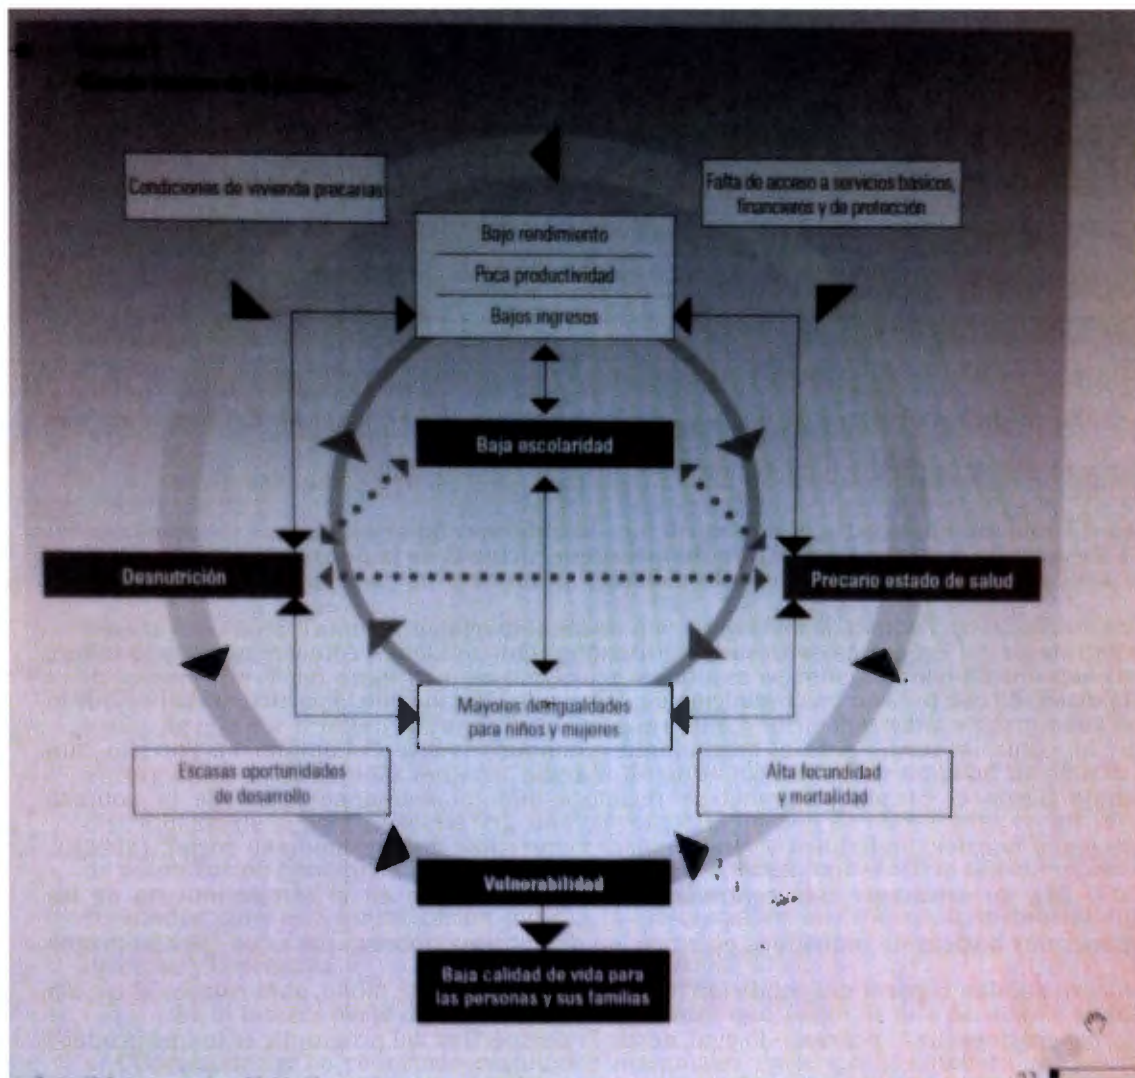 Condiciones de vivienda precarias
Falta de acceso a servicios básicos,
financieros y de protección
Bajo rendimiento
Poca productividad
Bajos ingresos
Baja escolaridad
Desnutrición
Precario estado de salud
Mayores desigualdades
para niños y mujeres
Escasas oportunidades
de desarrollo
Alta fecundidad
y mortalidad
Vulnerabilidad
Baja calidad de vida para
las personas y sus familias